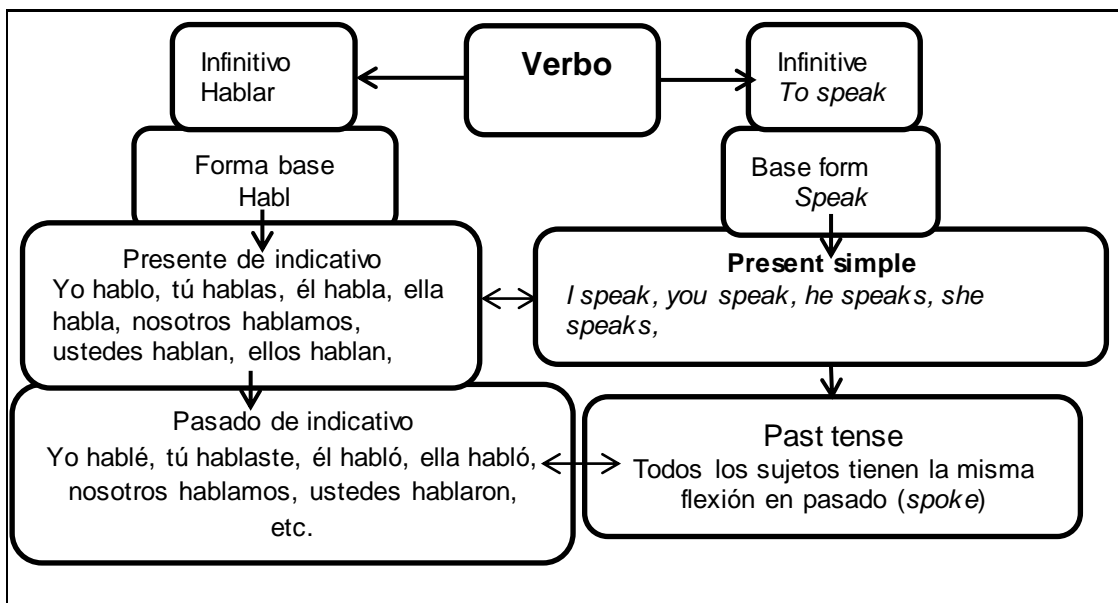 Verbo
Infinitivo
Hablar
Infinitive
To speak
Forma base
Habl
Base form
Speak
Presente de indicativo
Yo hablo, tú hablas, él habla, ella
habla, nosotros hablamos,
ustedes hablan, ellos hablan,
Present simple
I speak, you speak, he speaks, she
speaks,
Pasado de indicativo
Yo hablé, tú hablaste, él habló, ella habló,
nosotros hablamos, ustedes hablaron,
etc.
Past tense
Todos los sujetos tienen la misma
flexión en pasado (spoke)